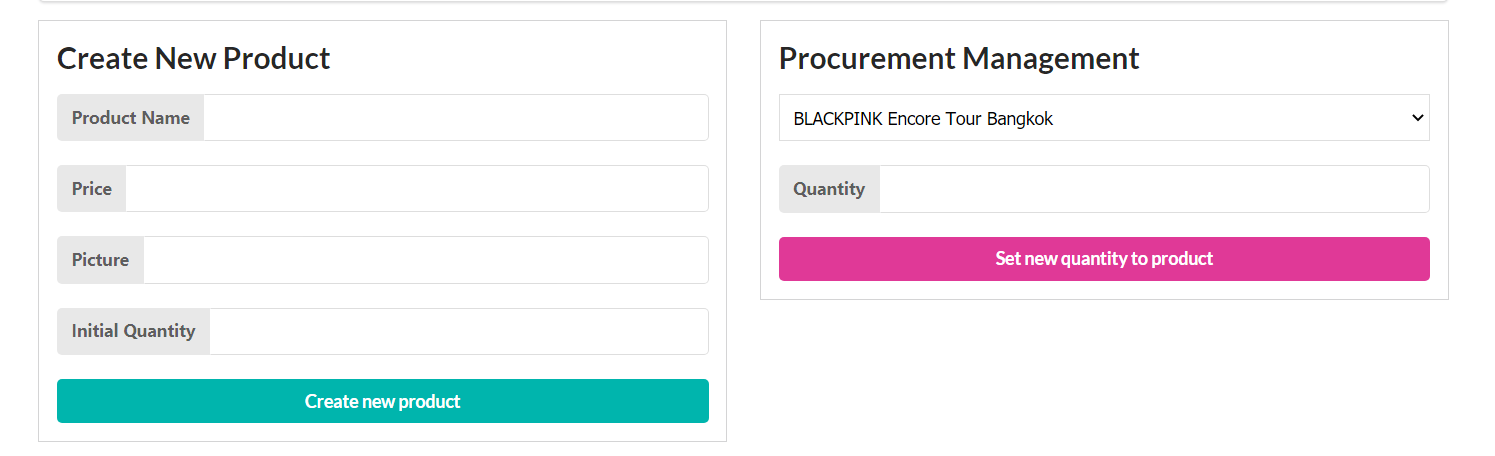 Create New Product
Product Name
Price
Picture
Initial Quantity
Create new product
Procurement Management
BLACKPINK Encore Tour Bangkok
Quantity
Set new quantity to product